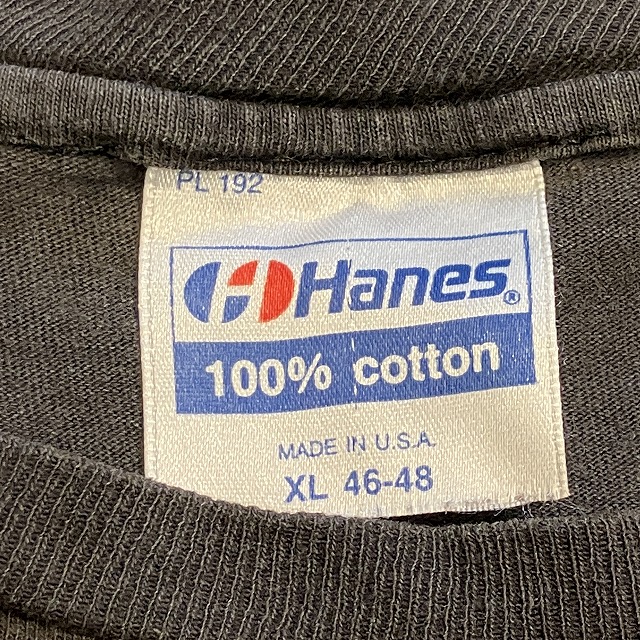 PL 192
Hanes®
100% cotton
MADE IN U.S.A.
XL 46-48